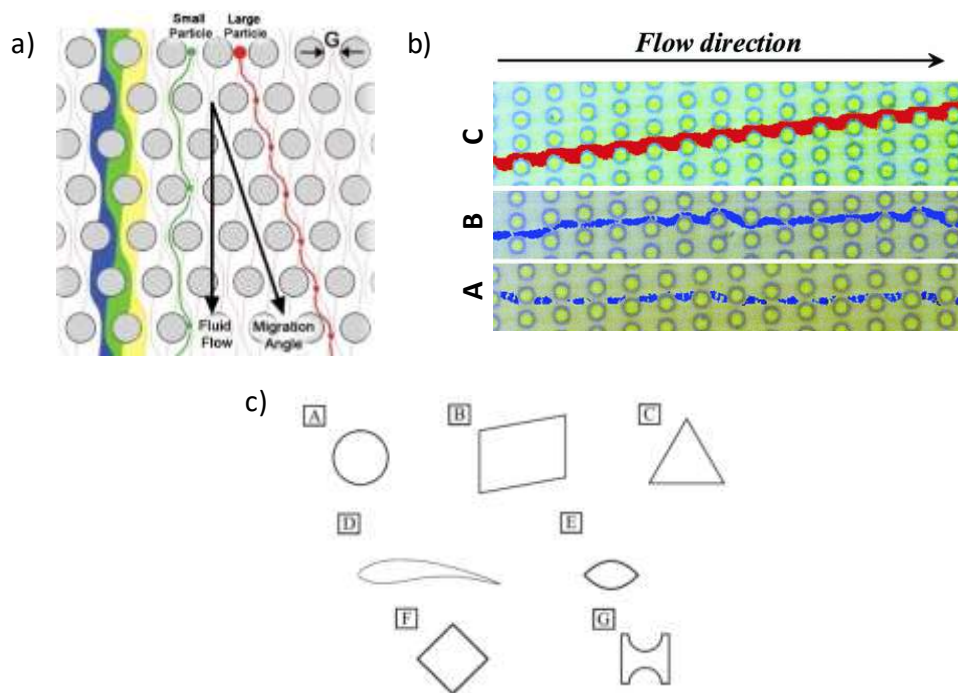 a)
Small
Particle
Large
Particle
G
Fluid
Flow
Migration
Angle
b)
Flow direction
C
B
A
c)
A
B
C
D
E
F
G